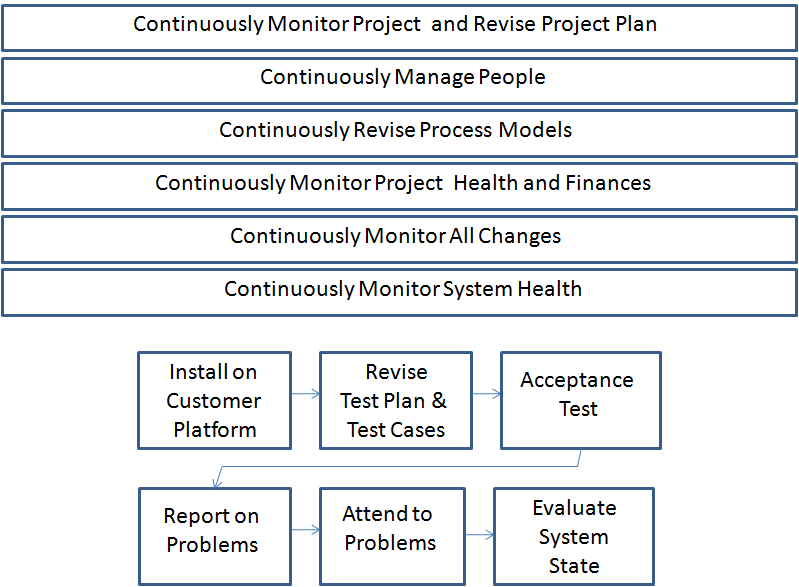 Continuously Monitor Project and Revise Project Plan
Continuously Manage People
Continuously Revise Process Models
Continuously Monitor Project Health and Finances
Continuously Monitor All Changes
Continuously Monitor System Health
Install on
Customer
Platform
Revise
Test Plan &
Test Cases
Acceptance
Test
Report on
Problems
Attend to
Problems
Evaluate
System
State